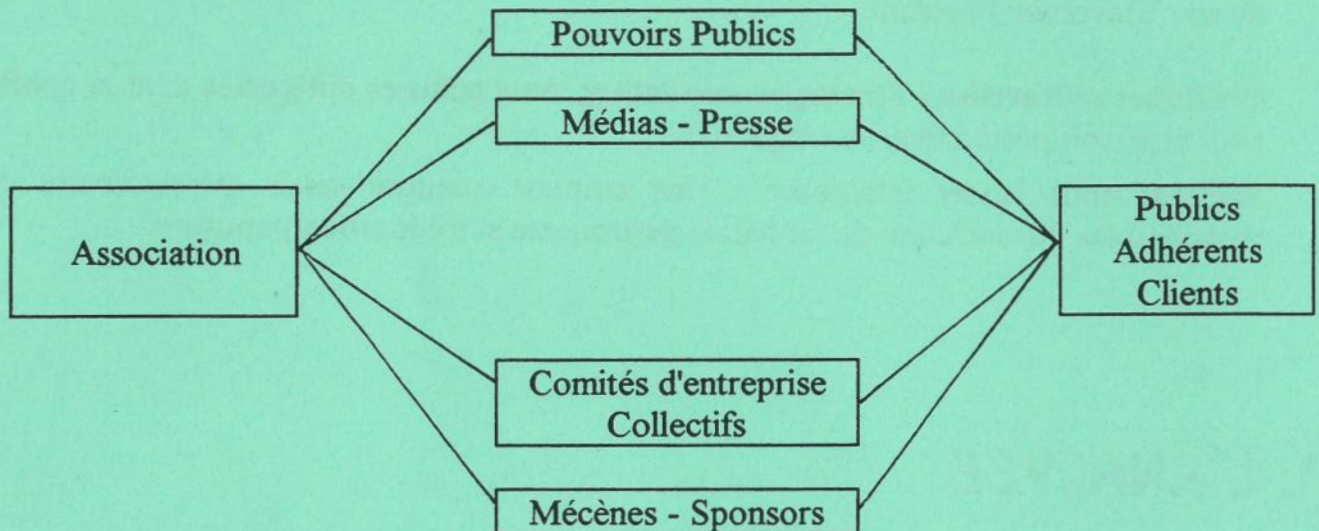 Pouvoirs Publics
Médias - Presse
Association
Publics
Adhérents
Clients
Comités d'entreprise
Collectifs
Mécènes - Sponsors